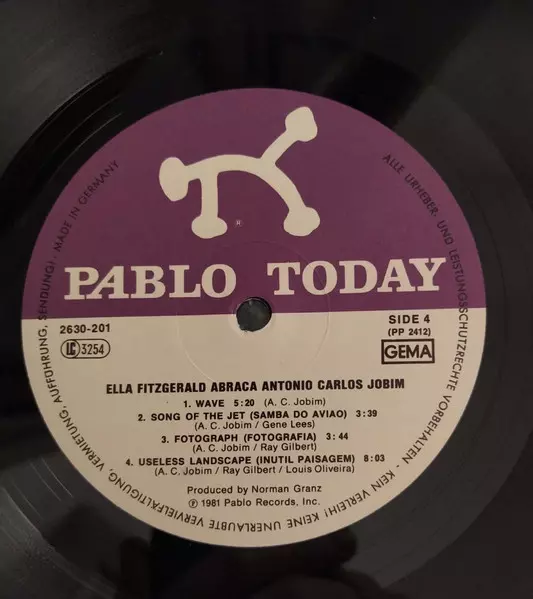 ®
PABLO TODAY
2630-201
LC 3254
SIDE 4
(PP 2412)
GEMA
ELLA FITZGERALD ABRACA ANTONIO CARLOS JOBIM
1. WAVE 5:20 (A. C. Jobim)
2. SONG OF THE JET (SAMBA DO AVIAO) 3:39
(A. C. Jobim / Gene Lees)
3. FOTOGRAPH (FOTOGRAFIA) 3:44
(A. C. Jobim / Ray Gilbert)
4. USELESS LANDSCAPE (INUTIL PAISAGEM) 8:03
(A. C. Jobim / Ray Gilbert / Louis Oliveira)
Produced by Norman Granz
℗ 1981 Pablo Records, Inc.
ALLE URHEBER- UND LEISTUNGSSCHUTZRECHTE VORBEHALTEN - KEIN VERLEIH! KEINE UNERLAUBTE VERVIELFÄLTIGUNG, VERMIETUNG, AUFFÜHRUNG, SENDUNG! · MADE IN GERMANY